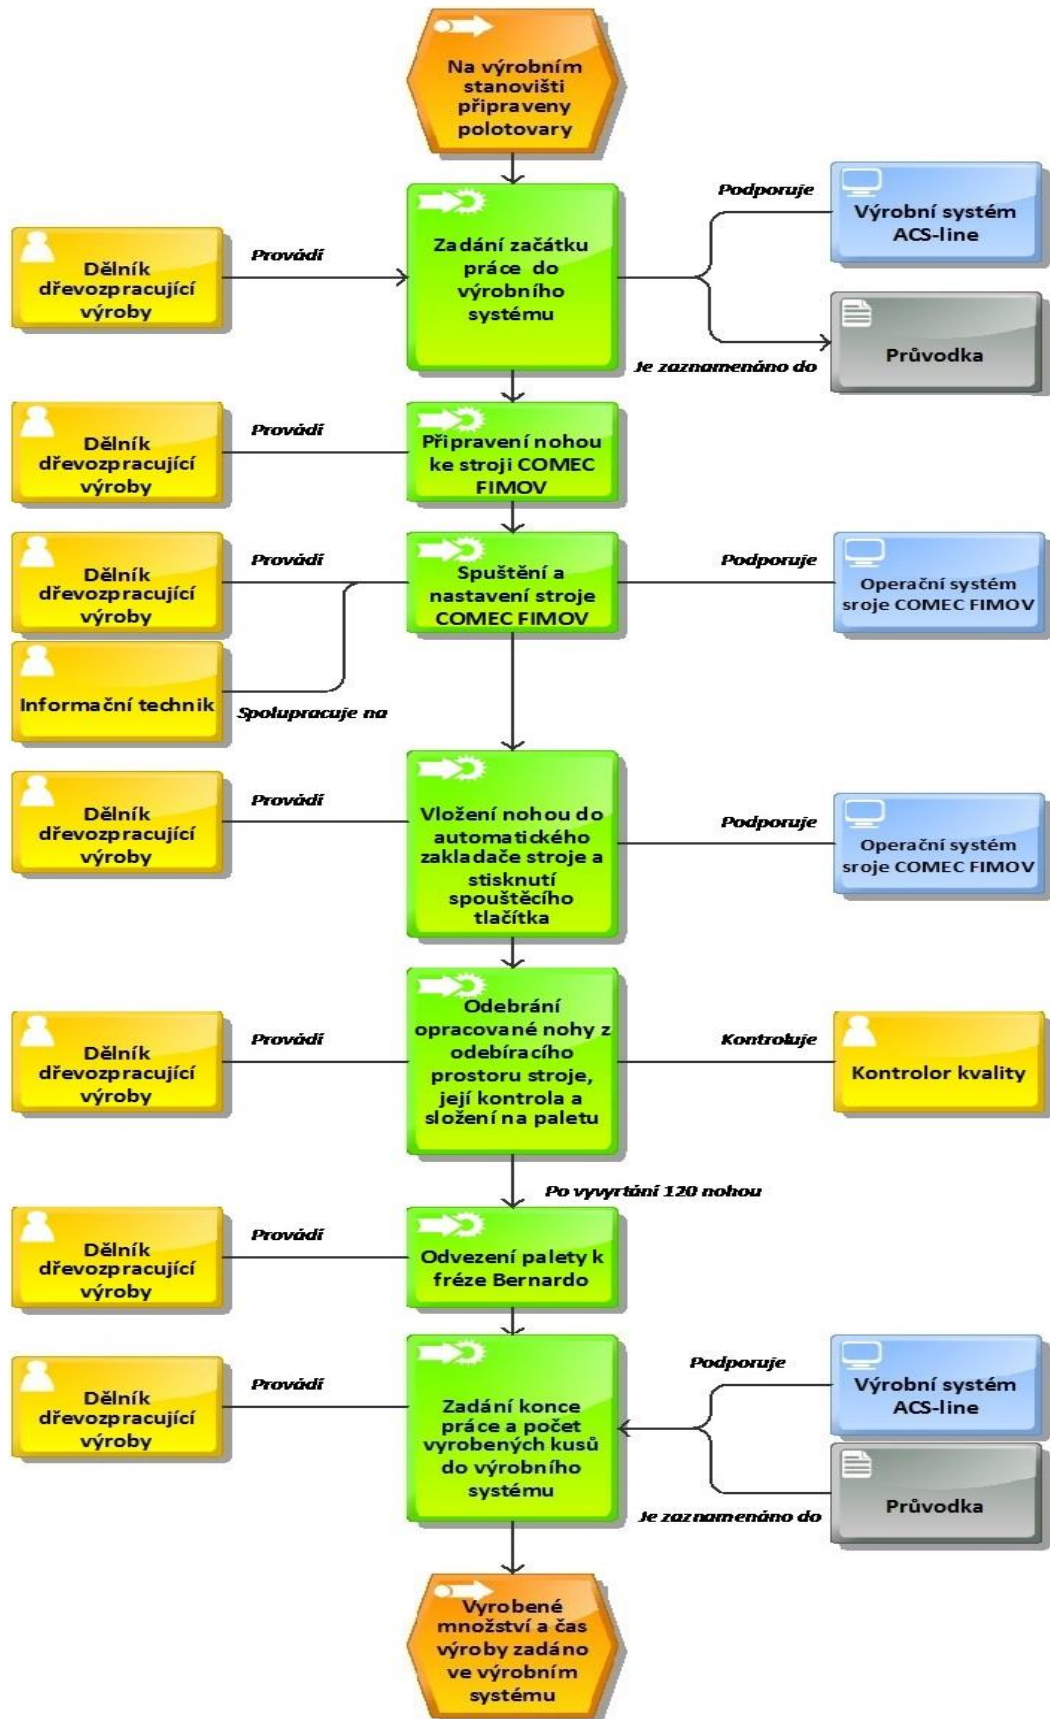 Na výrobním
stanovišti
připraveny
polotovary
Podporuje
Výrobní systém
ACS-line
Dělník
dřevozpracující
výroby
Provádí
Zadání začátku
práce do
výrobního
systému
Je zaznamenáno do
Průvodka
Dělník
dřevozpracující
výroby
Provádí
Připravení nohou
ke stroji COMEC
FIMOV
Dělník
dřevozpracující
výroby
Provádí
Spuštění a
nastavení stroje
COMEC FIMOV
Podporuje
Operační systém
sroje COMEC FIMOV
Informační technik
Spolupracuje na
Dělník
dřevozpracující
výroby
Provádí
Vložení nohou do
automatického
zakladače stroje a
stisknutí
spouštěcího
tlačítka
Podporuje
Operační systém
sroje COMEC FIMOV
Dělník
dřevozpracující
výroby
Provádí
Odebrání
opracované nohy z
odebíracího
prostoru stroje,
její kontrola a
složení na paletu
Kontroluje
Kontrolor kvality
Po vyvyrtání 120 nohou
Dělník
dřevozpracující
výroby
Provádí
Odvezení palety k
fréze Bernardo
Dělník
dřevozpracující
výroby
Provádí
Zadání konce
práce a počet
vyrobených kusů
do výrobního
systému
Podporuje
Výrobní systém
ACS-line
Je zaznamenáno do
Průvodka
Vyrobené
množství a čas
výroby zadáno
ve výrobním
systému